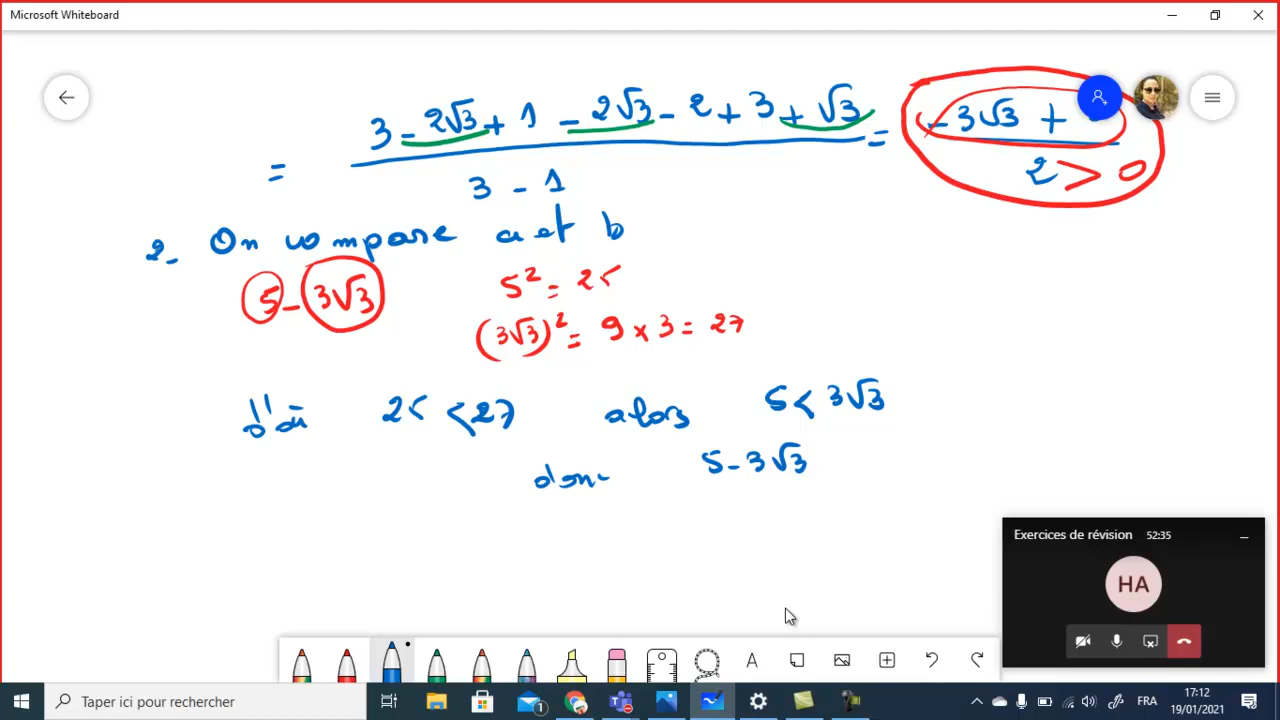 Microsoft Whiteboard
= (3 - 2√3 + 1 - 2√3 - 2 + 3 + √3) / (3 - 1) = (- 3√3 +) / 2 > 0
2. On compare a et b
5 - 3√3 5² = 25
(3√3)² = 9 × 3 = 27
D'où 25 < 27 alors 5 < 3√3
donc 5 - 3√3
Exercices de révision 52:35
HA
A
Taper ici pour rechercher
1
FRA
17:12
19/01/2021